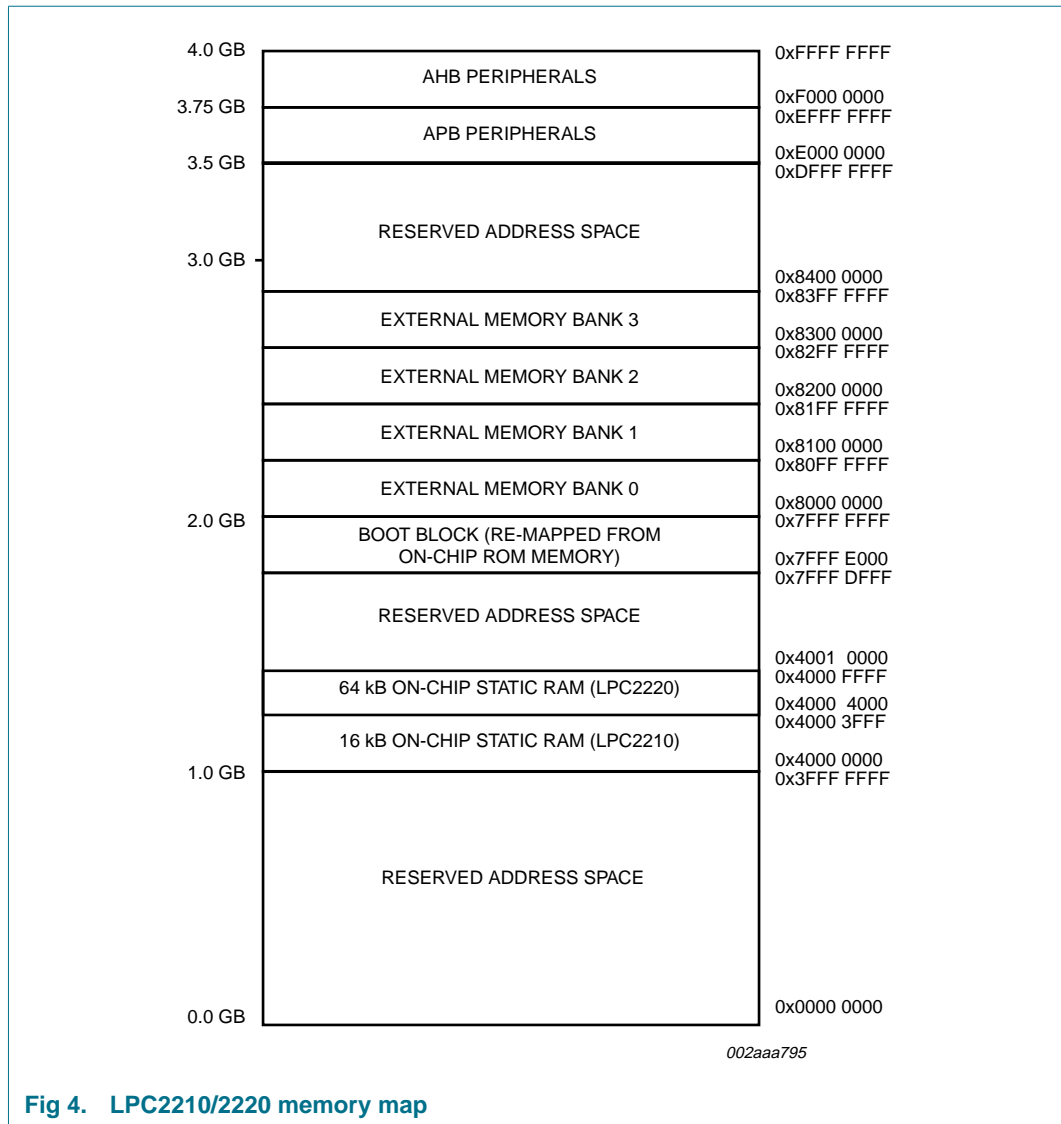 4.0 GB
AHB PERIPHERALS
0xFFFF FFFF
3.75 GB
0xF000 0000
0xEFFF FFFF
APB PERIPHERALS
3.5 GB
0xE000 0000
0xDFFF FFFF
RESERVED ADDRESS SPACE
3.0 GB
0x8400 0000
0x83FF FFFF
EXTERNAL MEMORY BANK 3
0x8300 0000
0x82FF FFFF
EXTERNAL MEMORY BANK 2
0x8200 0000
0x81FF FFFF
EXTERNAL MEMORY BANK 1
0x8100 0000
0x80FF FFFF
EXTERNAL MEMORY BANK 0
0x8000 0000
2.0 GB
0x7FFF FFFF
BOOT BLOCK (RE-MAPPED FROM
ON-CHIP ROM MEMORY)
0x7FFF E000
0x7FFF DFFF
RESERVED ADDRESS SPACE
0x4001 0000
0x4000 FFFF
64 kB ON-CHIP STATIC RAM (LPC2220)
0x4000 4000
0x4000 3FFF
16 kB ON-CHIP STATIC RAM (LPC2210)
0x4000 0000
1.0 GB
0x3FFF FFFF
RESERVED ADDRESS SPACE
0x0000 0000
0.0 GB
002aaa795
Fig 4. LPC2210/2220 memory map